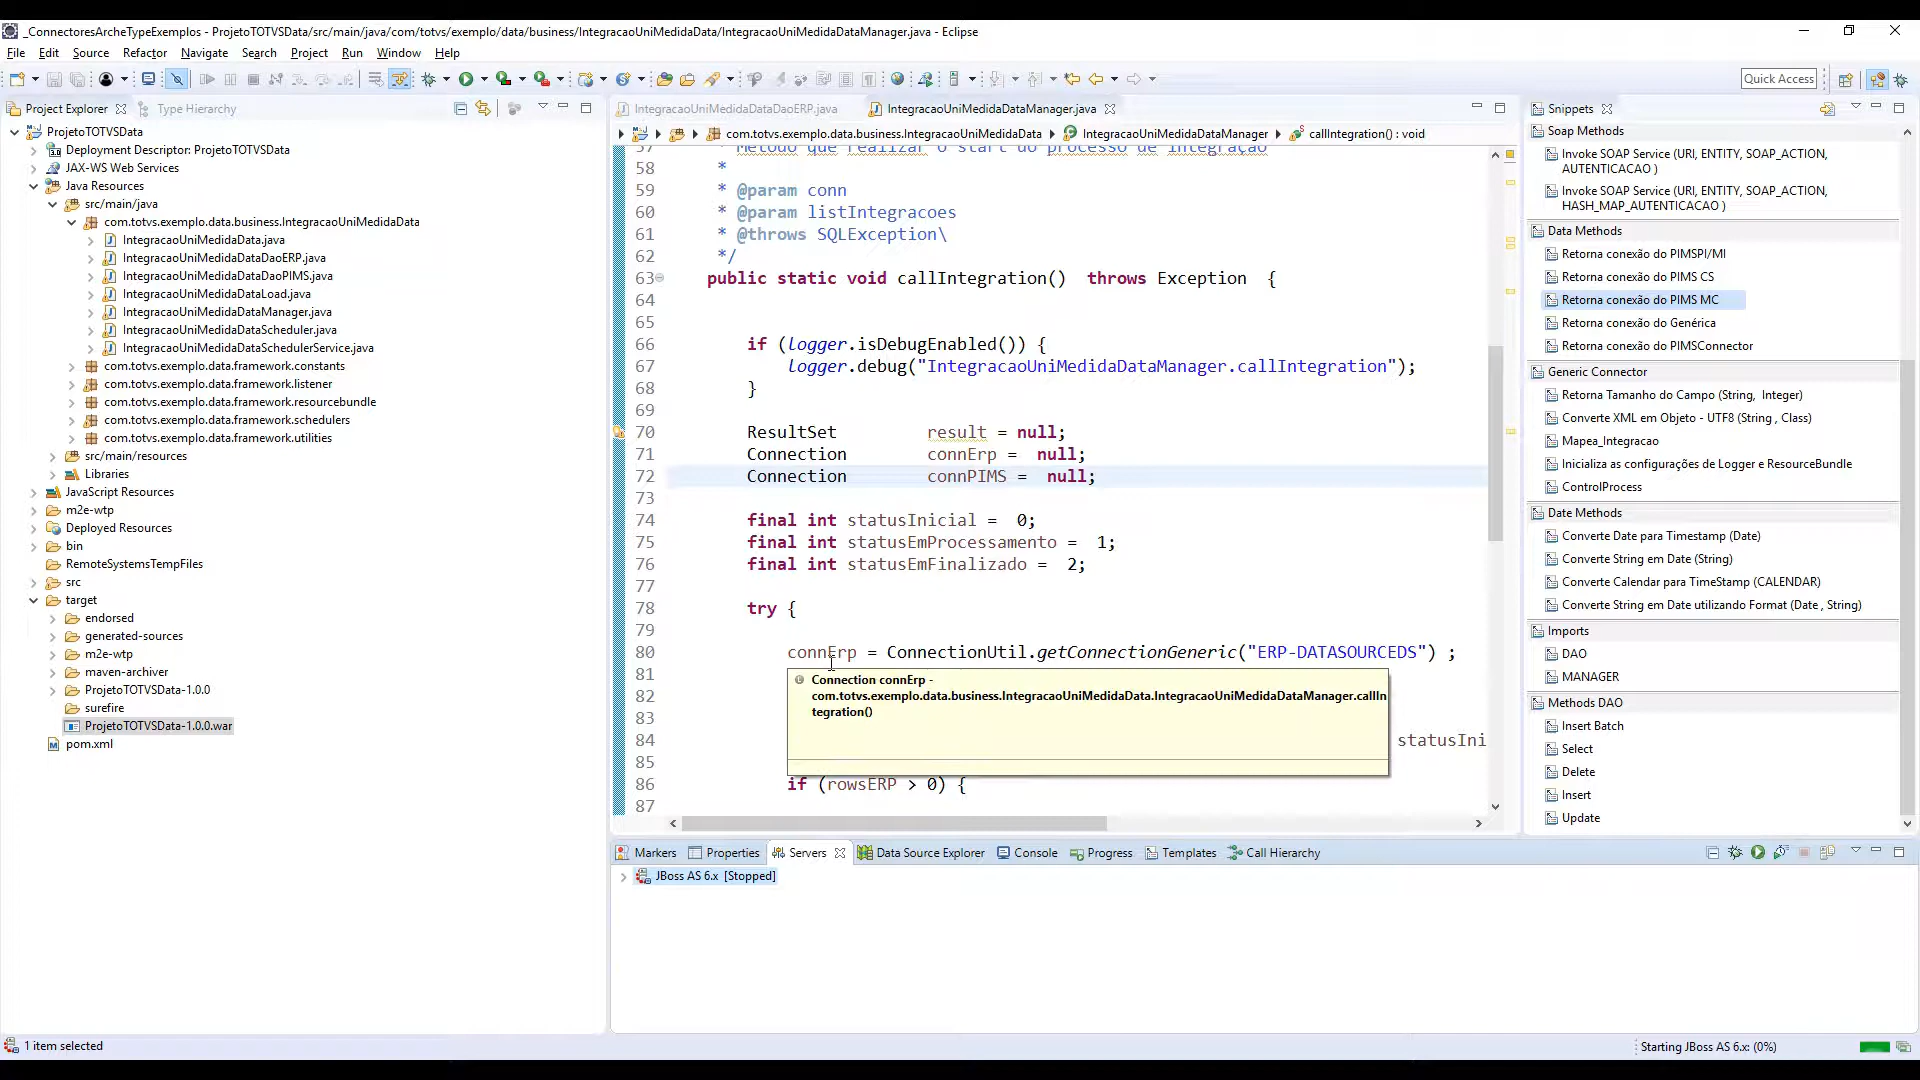 _ConnectoresArcheTypeExemplos - ProjetoTOTVSData/src/main/java/com/totvs/exemplo/data/business/IntegracaoUniMedidaData/IntegracaoUniMedidaDataManager.java - Eclipse
File Edit Source Refactor Navigate Search Project Run Window Help
Quick Access
Project Explorer
Type Hierarchy
ProjetoTOTVSData
Deployment Descriptor: ProjetoTOTVSData
JAX-WS Web Services
Java Resources
src/main/java
com.totvs.exemplo.data.business.IntegracaoUniMedidaData
IntegracaoUniMedidaData.java
IntegracaoUniMedidaDataDaoERP.java
IntegracaoUniMedidaDataDaoPIMS.java
IntegracaoUniMedidaDataLoad.java
IntegracaoUniMedidaDataManager.java
IntegracaoUniMedidaDataScheduler.java
IntegracaoUniMedidaDataSchedulerService.java
com.totvs.exemplo.data.framework.constants
com.totvs.exemplo.data.framework.listener
com.totvs.exemplo.data.framework.resourcebundle
com.totvs.exemplo.data.framework.schedulers
com.totvs.exemplo.data.framework.utilities
src/main/resources
Libraries
JavaScript Resources
m2e-wtp
Deployed Resources
bin
RemoteSystemsTempFiles
src
target
endorsed
generated-sources
m2e-wtp
maven-archiver
ProjetoTOTVSData-1.0.0
surefire
ProjetoTOTVSData-1.0.0.war
pom.xml
IntegracaoUniMedidaDataDaoERP.java
IntegracaoUniMedidaDataManager.java
com.totvs.exemplo.data.business.IntegracaoUniMedidaData
IntegracaoUniMedidaDataManager
callIntegration() : void
57 * Metodo que realizar o start do processo de Integração
58 *
59 * @param conn
60 * @param listIntegracoes
61 * @throws SQLException\
62 */
63 public static void callIntegration() throws Exception {
64
65
66 if (logger.isDebugEnabled()) {
67 logger.debug("IntegracaoUniMedidaDataManager.callIntegration");
68 }
69
70 ResultSet result = null;
71 Connection connErp = null;
72 Connection connPIMS = null;
73
74 final int statusInicial = 0;
75 final int statusEmProcessamento = 1;
76 final int statusEmFinalizado = 2;
77
78 try {
79
80 connErp = ConnectionUtil.getConnectionGeneric("ERP-DATASOURCEDS") ;
81
82
83
84 statusIni
85
86 if (rowsERP > 0) {
87
Connection connErp -
com.totvs.exemplo.data.business.IntegracaoUniMedidaData.IntegracaoUniMedidaDataManager.callIn
tegration()
Snippets
Soap Methods
Invoke SOAP Service (URI, ENTITY, SOAP_ACTION,
AUTENTICACAO )
Invoke SOAP Service (URI, ENTITY, SOAP_ACTION,
HASH_MAP_AUTENTICACAO )
Data Methods
Retorna conexão do PIMSPI/MI
Retorna conexão do PIMS CS
Retorna conexão do PIMS MC
Retorna conexão do Genérica
Retorna conexão do PIMSConnector
Generic Connector
Retorna Tamanho do Campo (String, Integer)
Converte XML em Objeto - UTF8 (String , Class)
Mapea_Integracao
Inicializa as configurações de Logger e ResourceBundle
ControlProcess
Date Methods
Converte Date para Timestamp (Date)
Converte String em Date (String)
Converte Calendar para TimeStamp (CALENDAR)
Converte String em Date utilizando Format (Date , String)
Imports
DAO
MANAGER
Methods DAO
Insert Batch
Select
Delete
Insert
Update
Markers Properties Servers Data Source Explorer Console Progress Templates Call Hierarchy
JBoss AS 6.x [Stopped]
1 item selected
Starting JBoss AS 6.x: (0%)